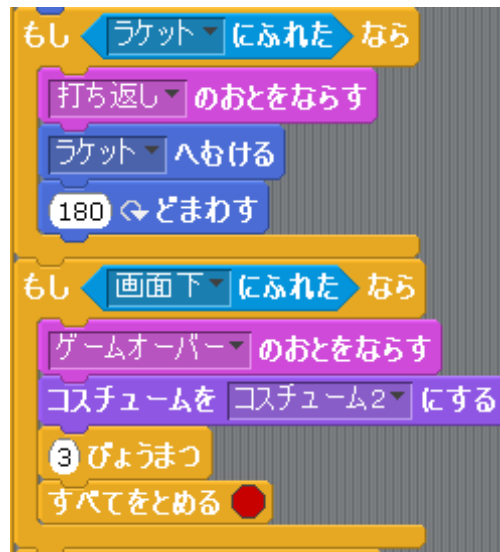 もし ラケット にふれた なら
打ち返し のおとをならす
ラケット へむける
180 どまわす
もし 画面下 にふれた なら
ゲームオーバー のおとをならす
コスチュームを コスチューム2 にする
3 びょうまつ
すべてをとめる